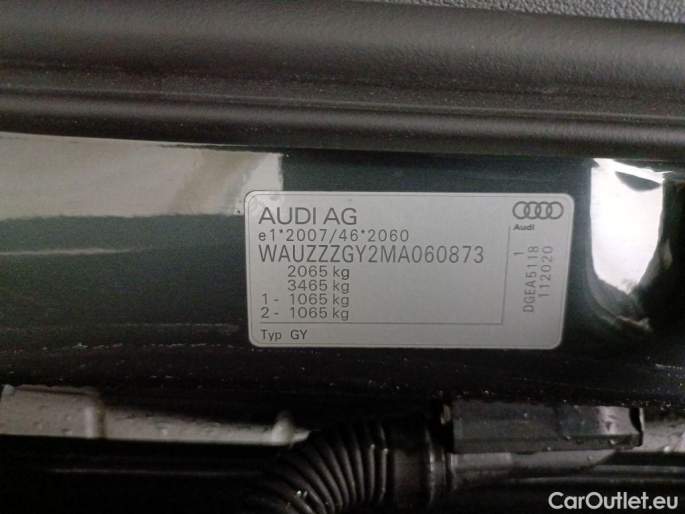 AUDI AG
e1*2007/46*2060
WAUZZZGY2MA060873
2065 kg
3465 kg
1 - 1065 kg
2 - 1065 kg
Typ GY
Audi
1
DGEA5118
112020
CarOutlet.eu